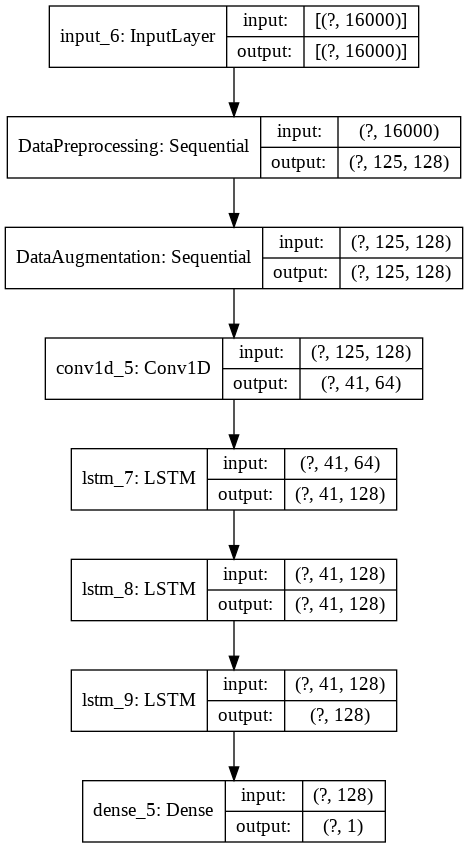 input_6: InputLayer
input: [(?, 16000)]
output: [(?, 16000)]
DataPreprocessing: Sequential
input: (?, 16000)
output: (?, 125, 128)
DataAugmentation: Sequential
input: (?, 125, 128)
output: (?, 125, 128)
conv1d_5: Conv1D
input: (?, 125, 128)
output: (?, 41, 64)
lstm_7: LSTM
input: (?, 41, 64)
output: (?, 41, 128)
lstm_8: LSTM
input: (?, 41, 128)
output: (?, 41, 128)
lstm_9: LSTM
input: (?, 41, 128)
output: (?, 128)
dense_5: Dense
input: (?, 128)
output: (?, 1)